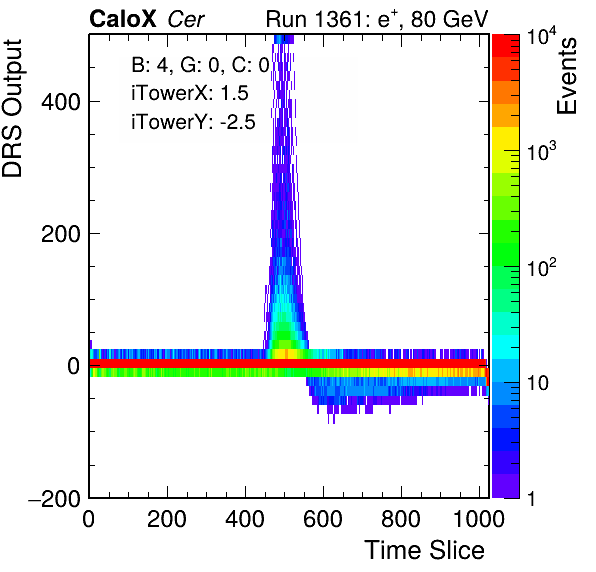 CaloX Cer
Run 1361: e⁺, 80 GeV
B: 4, G: 0, C: 0
iTowerX: 1.5
iTowerY: -2.5
DRS Output
400
200
0
−200
0 200 400 600 800 1000
Time Slice
Events
10⁴
10³
10²
10
1